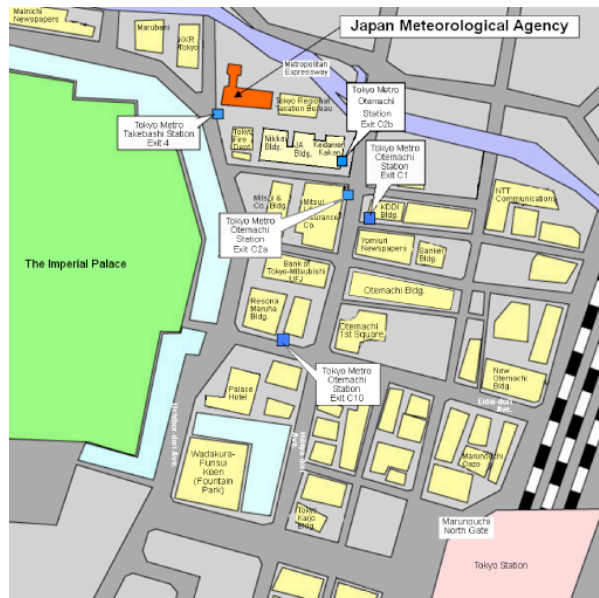 Mainichi
Newspapers
Marubeni
KKR
Tokyo
Japan Meteorological Agency
Metropolitan
Expressway
Tokyo Regional
Taxation Bureau
Tokyo Metro
Otemachi
Station
Exit C2b
Tokyo Metro
Takebashi Station
Exit 4
Tokyo
Fire
Dept.
Nikkei
Bldg.
JA
Bldg.
Keidanren
Kaikan
Tokyo Metro
Otemachi
Station
Exit C1
Mitsui &
Co. Bldg.
Mitsui
Insurance
Co.
KDDI
Bldg.
NTT
Communications
Tokyo Metro
Otemachi
Station
Exit C2a
Yomiuri
Newspapers
Sankei
Bldg.
The Imperial Palace
Bank of
Tokyo-Mitsubishi
UFJ
Otemachi Bldg.
Resona
Maruha
Bldg.
Otemachi
1st Square
Tokyo Metro
Otemachi
Station
Exit C10
New
Otemachi Bldg.
Palace
Hotel
Eidai dori
Ave.
Uchibori dori Ave.
Ave.
Wadakura-
Funsui
Koen
(Fountain
Park)
Marunouchi
Oazo
Tokyo
Kaijo
Bldg.
Marunouchi
North Gate
Tokyo Station